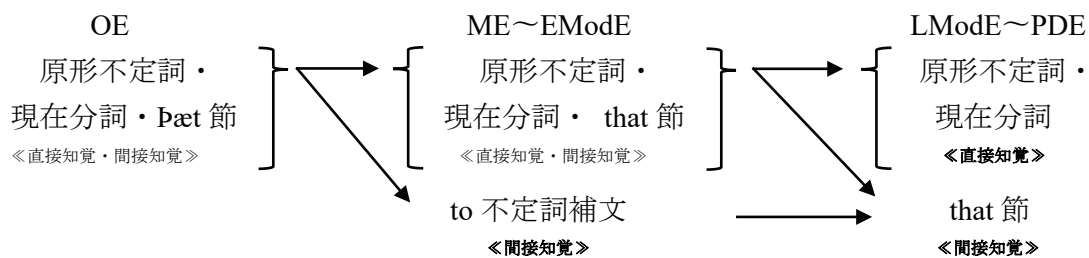 OE ME～EModE LModE～PDE
原形不定詞・ 原形不定詞・ 原形不定詞・
現在分詞・Þæt 節 現在分詞・ that 節 現在分詞
≪直接知覚・間接知覚≫ ≪直接知覚・間接知覚≫ ≪直接知覚≫
to 不定詞補文 that 節
≪間接知覚≫ ≪間接知覚≫